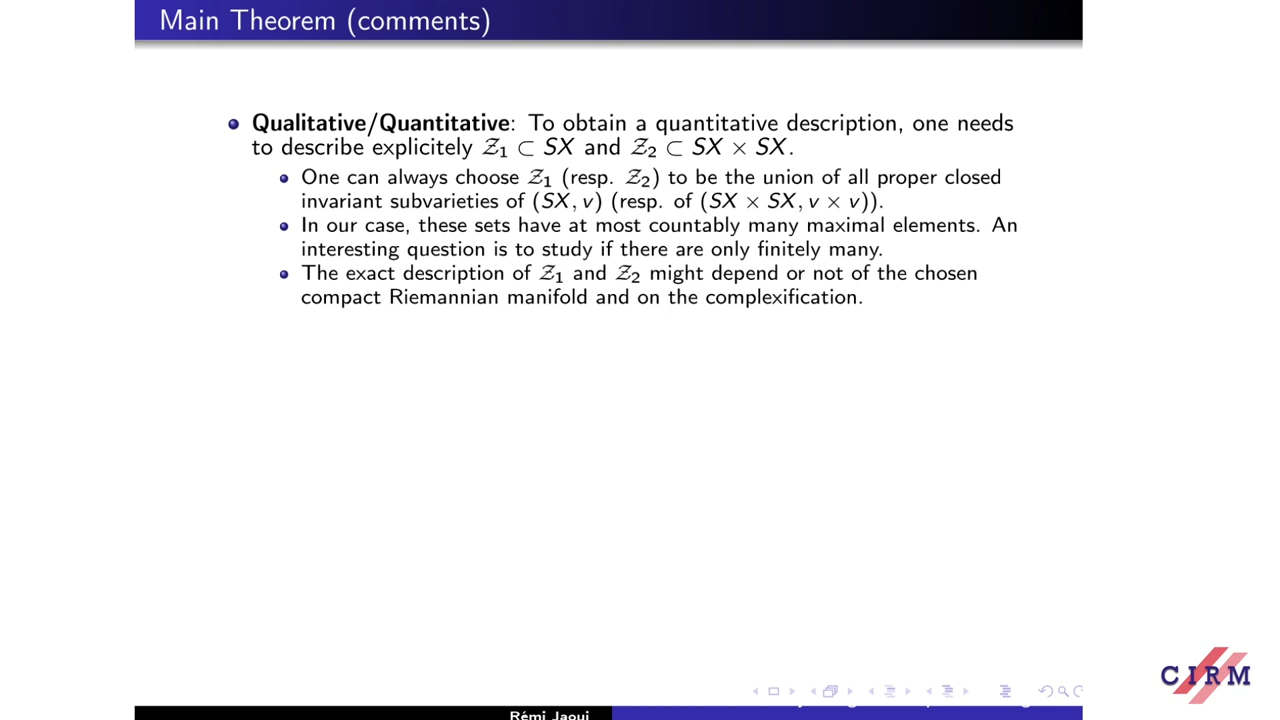 Main Theorem (comments)
Qualitative/Quantitative: To obtain a quantitative description, one needs
to describe explicitely 𝒵₁ ⊂ SX and 𝒵₂ ⊂ SX × SX.
One can always choose 𝒵₁ (resp. 𝒵₂) to be the union of all proper closed
invariant subvarieties of (SX, v) (resp. of (SX × SX, v × v)).
In our case, these sets have at most countably many maximal elements. An
interesting question is to study if there are only finitely many.
The exact description of 𝒵₁ and 𝒵₂ might depend or not of the chosen
compact Riemannian manifold and on the complexification.
CIRM
Rémi Jaoui